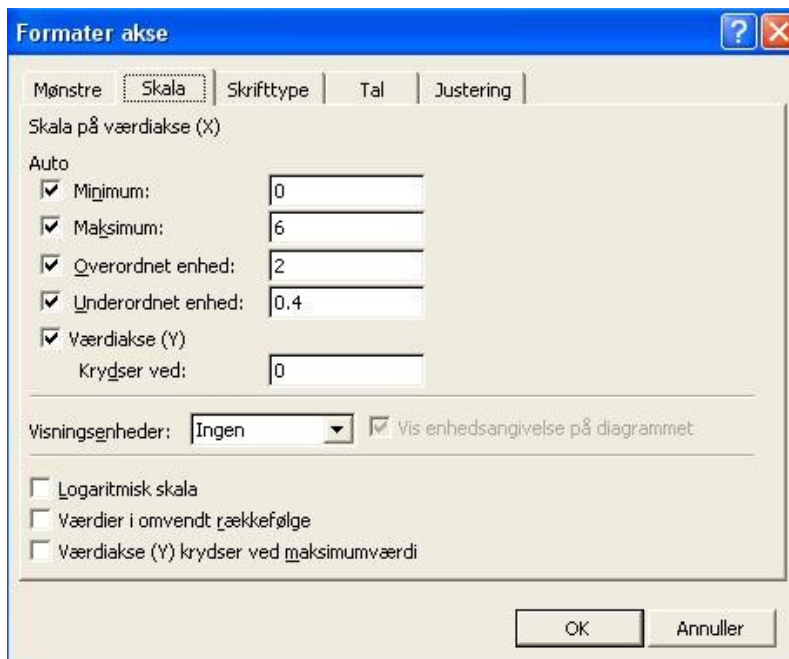 Formater akse
Mønstre Skala Skrifttype Tal Justering
Skala på værdiakse (X)
Auto
Minimum: 0
Maksimum: 6
Overordnet enhed: 2
Underordnet enhed: 0.4
Værdiakse (Y)
Krydser ved: 0
Visningsenheder: Ingen Vis enhedsangivelse på diagrammet
Logaritmisk skala
Værdier i omvendt rækkefølge
Værdiakse (Y) krydser ved maksimumværdi
OK Annuller